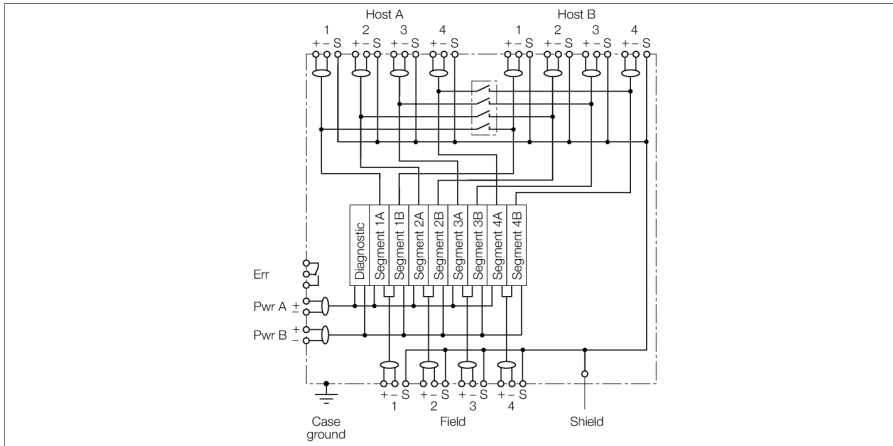 Host A Host B
1 2 3 4 1 2 3 4
+ − S + − S + − S + − S + − S + − S + − S + − S
Diagnostic
Segment 1A
Segment 1B
Segment 2A
Segment 2B
Segment 3A
Segment 3B
Segment 4A
Segment 4B
Err
Pwr A + −
Pwr B + −
+ − S + − S + − S + − S
1 2 3 4
Case ground
Field
Shield